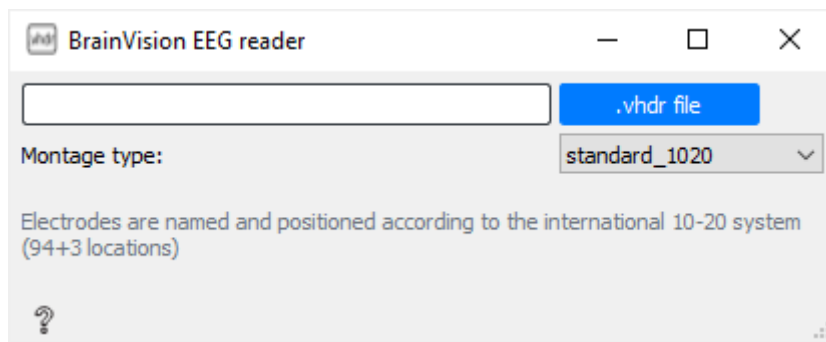 vhdr BrainVision EEG reader
.vhdr file
Montage type: standard_1020
Electrodes are named and positioned according to the international 10-20 system
(94+3 locations)
?